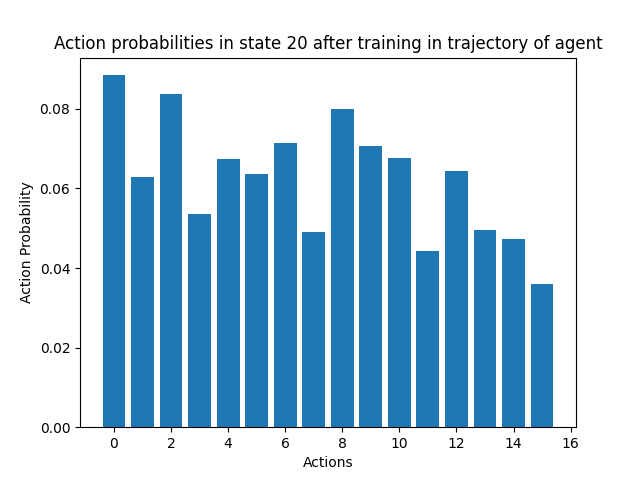 Action probabilities in state 20 after training in trajectory of agent
Action Probability
0.08
0.06
0.04
0.02
0.00
0 2 4 6 8 10 12 14 16
Actions